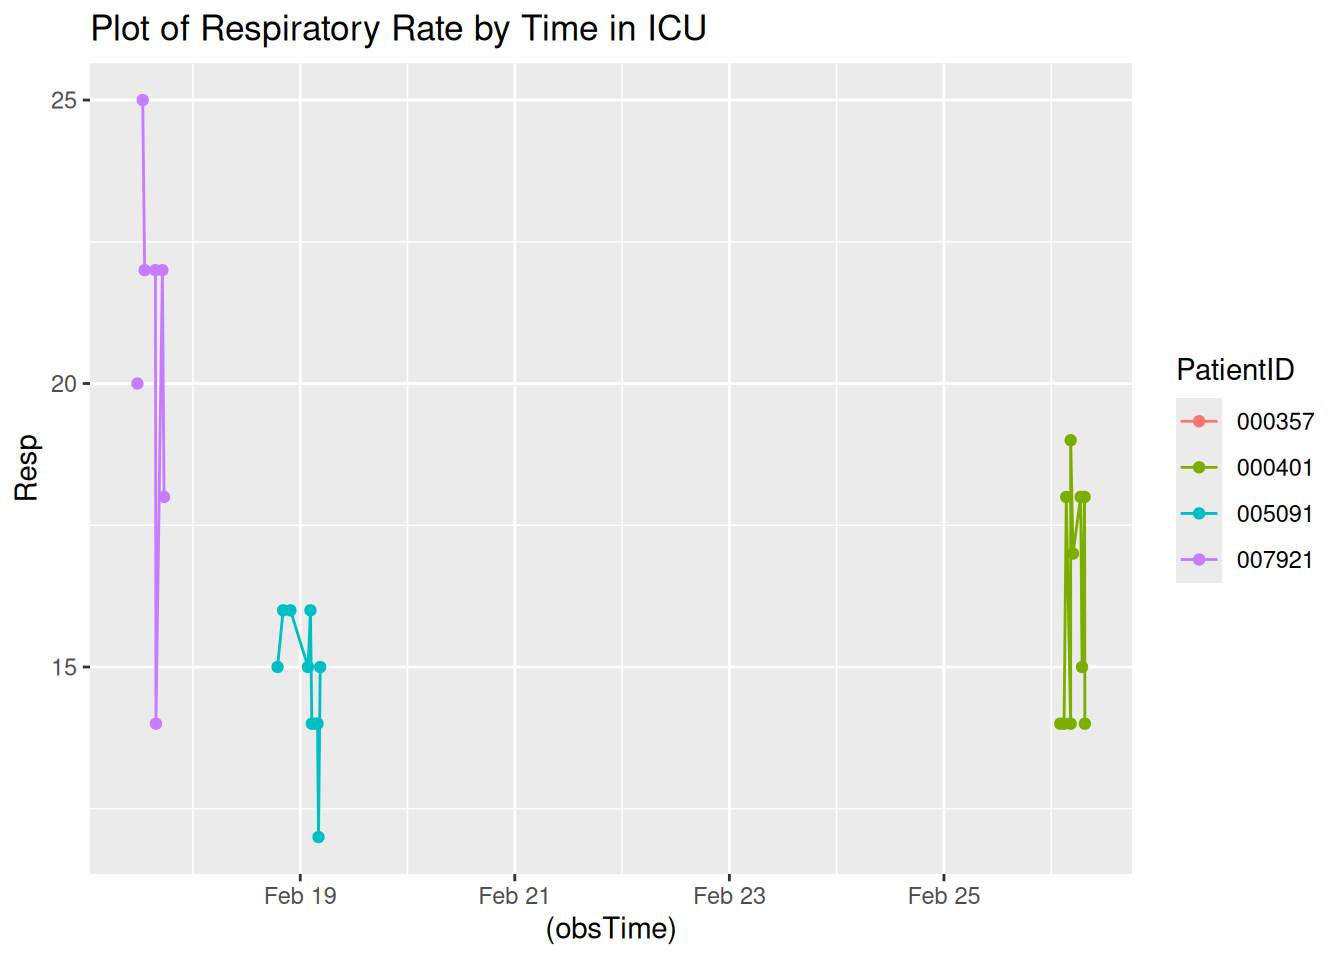 Plot of Respiratory Rate by Time in ICU
25
20
15
Resp
Feb 19
Feb 21
Feb 23
Feb 25
(obsTime)
PatientID
000357
000401
005091
007921